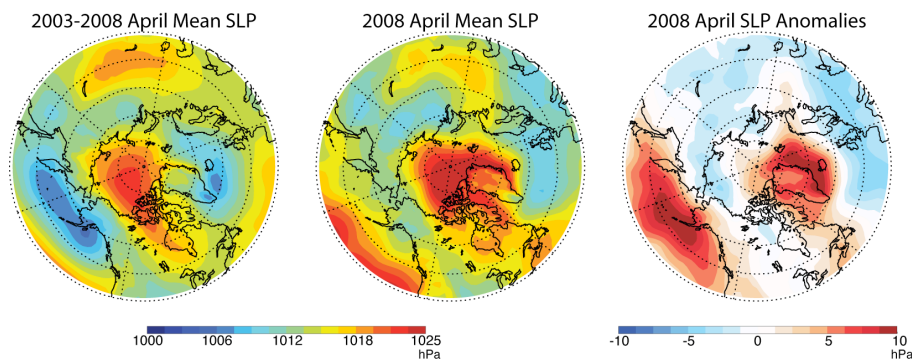 2003-2008 April Mean SLP
2008 April Mean SLP
2008 April SLP Anomalies
1000 1006 1012 1018 1025
hPa
-10 -5 0 5 10
hPa